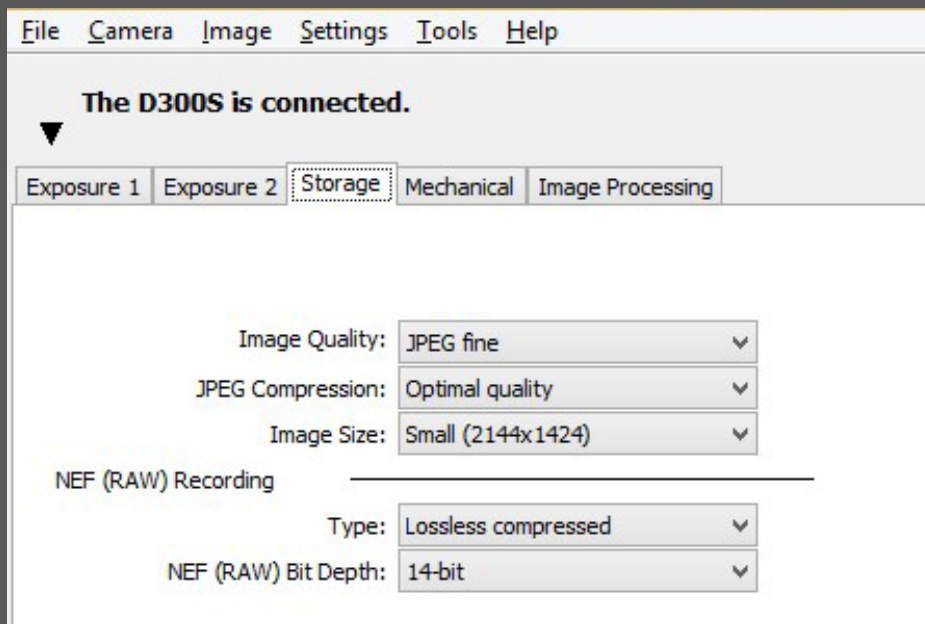 File Camera Image Settings Tools Help
The D300S is connected.
Exposure 1 Exposure 2 Storage Mechanical Image Processing
Image Quality: JPEG fine
JPEG Compression: Optimal quality
Image Size: Small (2144x1424)
NEF (RAW) Recording
Type: Lossless compressed
NEF (RAW) Bit Depth: 14-bit